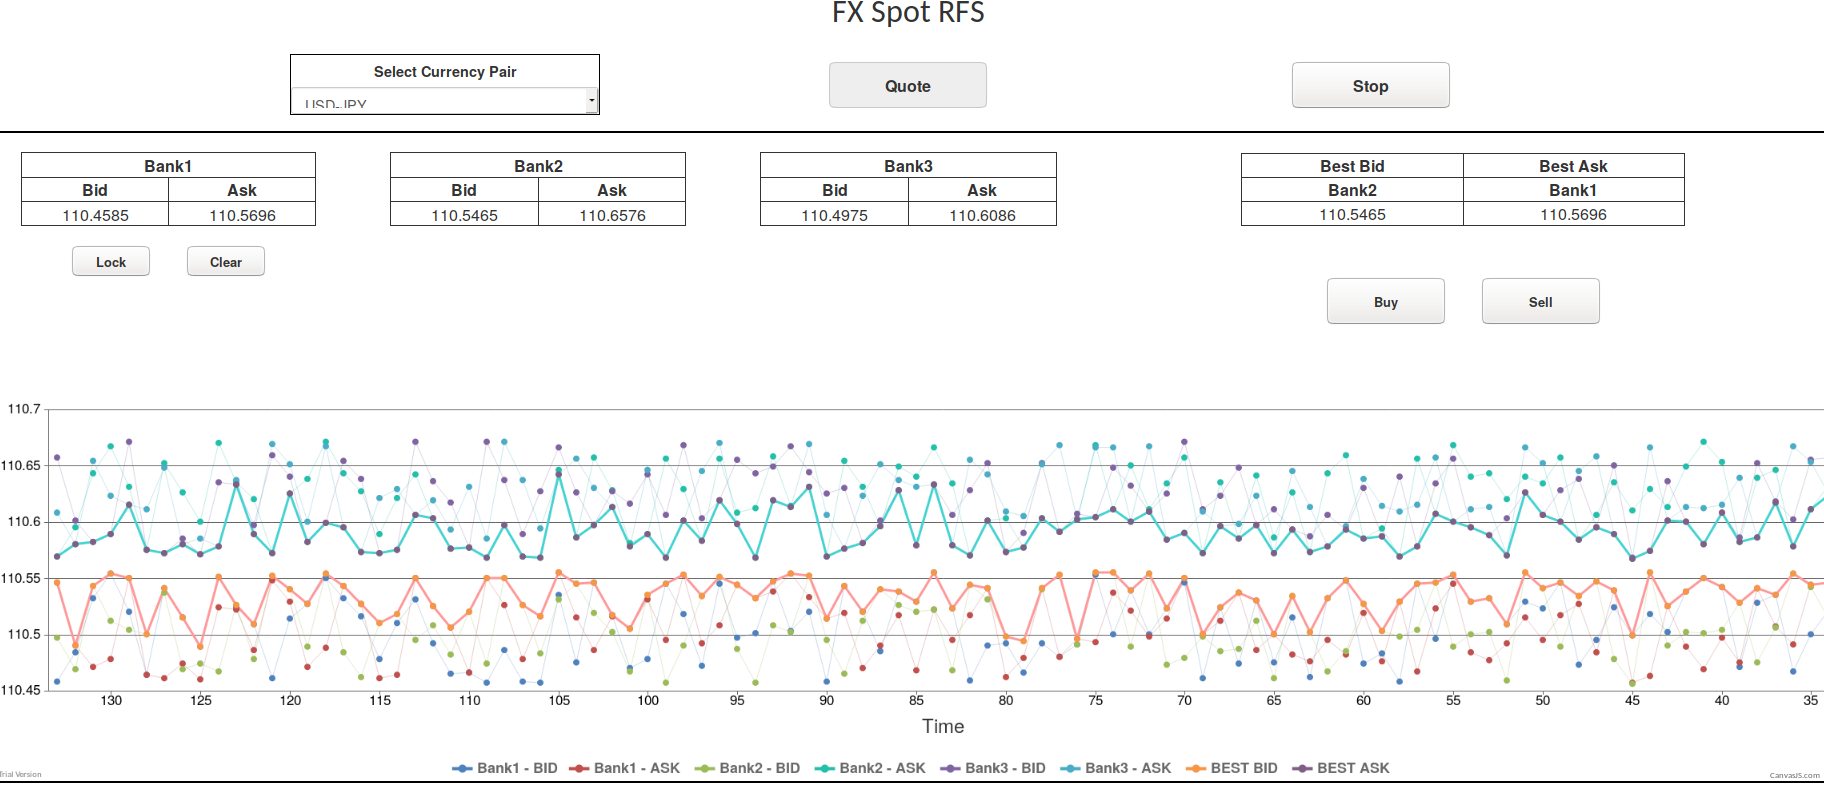 FX Spot RFS
Select Currency Pair
USD-JPY
Quote
Stop
Bank1
Bid Ask
110.4585 110.5696
Bank2
Bid Ask
110.5465 110.6576
Bank3
Bid Ask
110.4975 110.6086
Best Bid Best Ask
Bank2 Bank1
110.5465 110.5696
Lock Clear
Buy Sell
110.7
110.65
110.6
110.55
110.5
110.45
130 125 120 115 110 105 100 95 90 85 80 75 70 65 60 55 50 45 40 35
Time
Bank1 - BID Bank1 - ASK Bank2 - BID Bank2 - ASK Bank3 - BID Bank3 - ASK BEST BID BEST ASK
Trial Version
CanvasJS.com